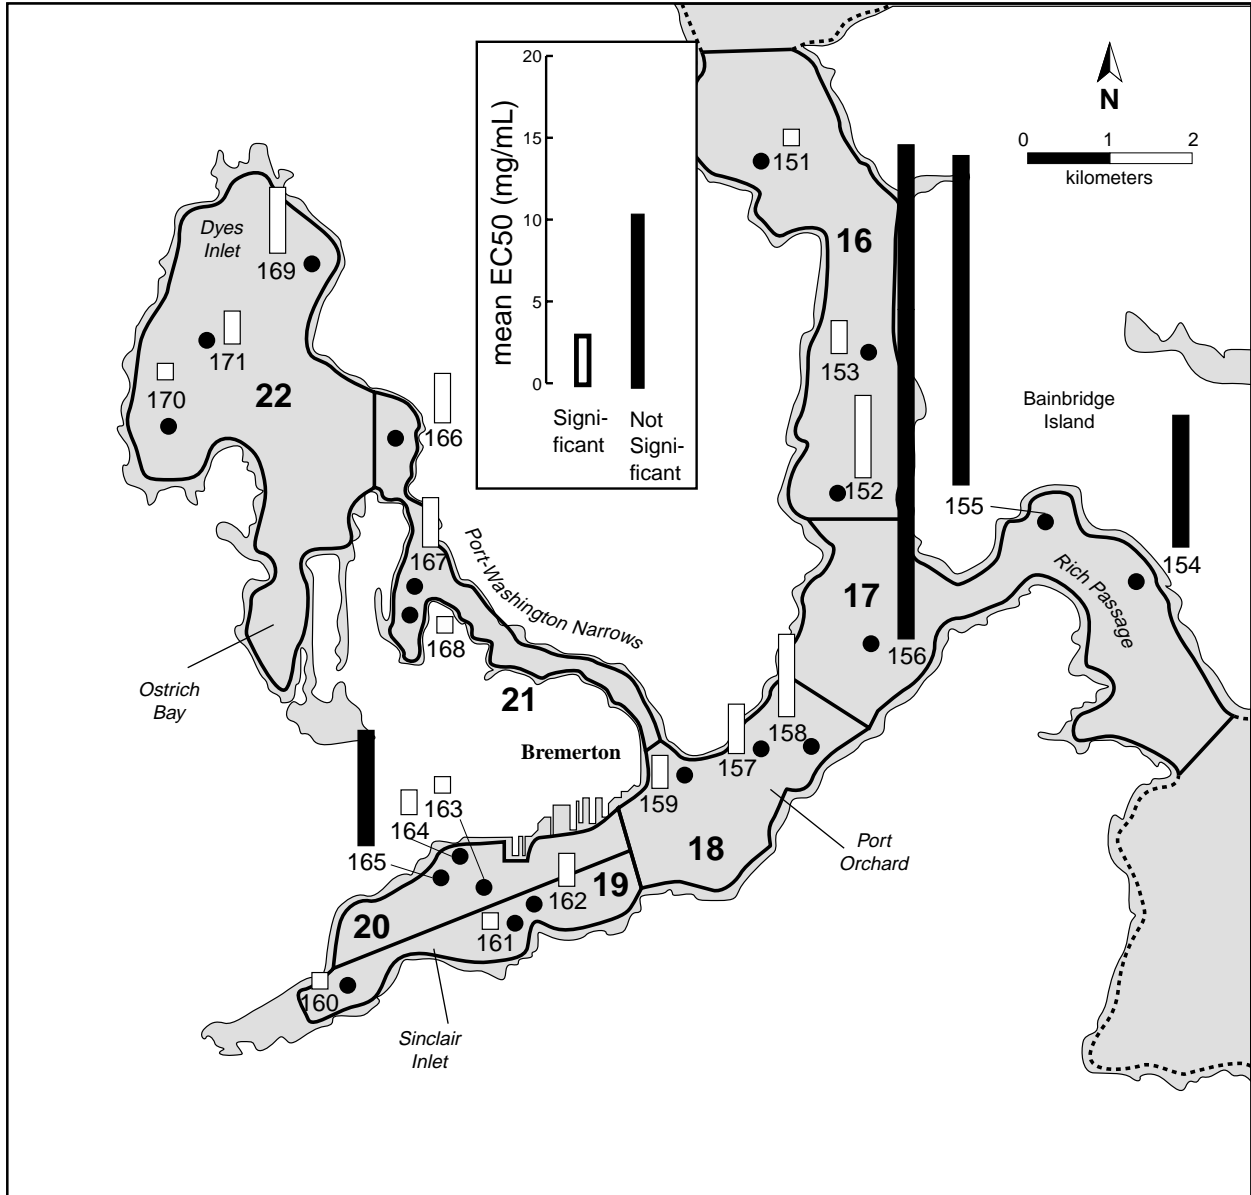 20
15
10
5
0
mean EC50 (mg/mL)
Signi-
ficant
Not
Signi-
ficant
N
0 1 2
kilometers
151
16
Dyes
Inlet
169
171
153
170
22
166
Bainbridge
Island
152
155
154
167
Port-Washington Narrows
Rich Passage
17
168
156
Ostrich
Bay
21
158
Bremerton
157
159
163
164
Port
Orchard
18
165
162
19
20
161
160
Sinclair
Inlet